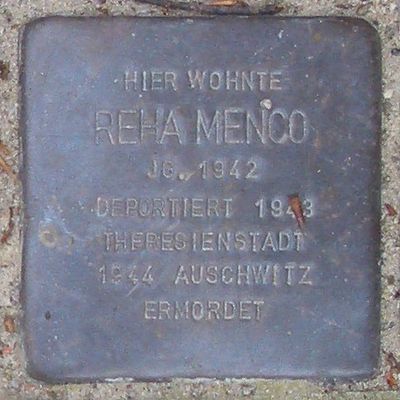 HIER WOHNTE
REHA MENCO
JG. 1942
DEPORTIERT 1943
THERESIENSTADT
1944 AUSCHWITZ
ERMORDET